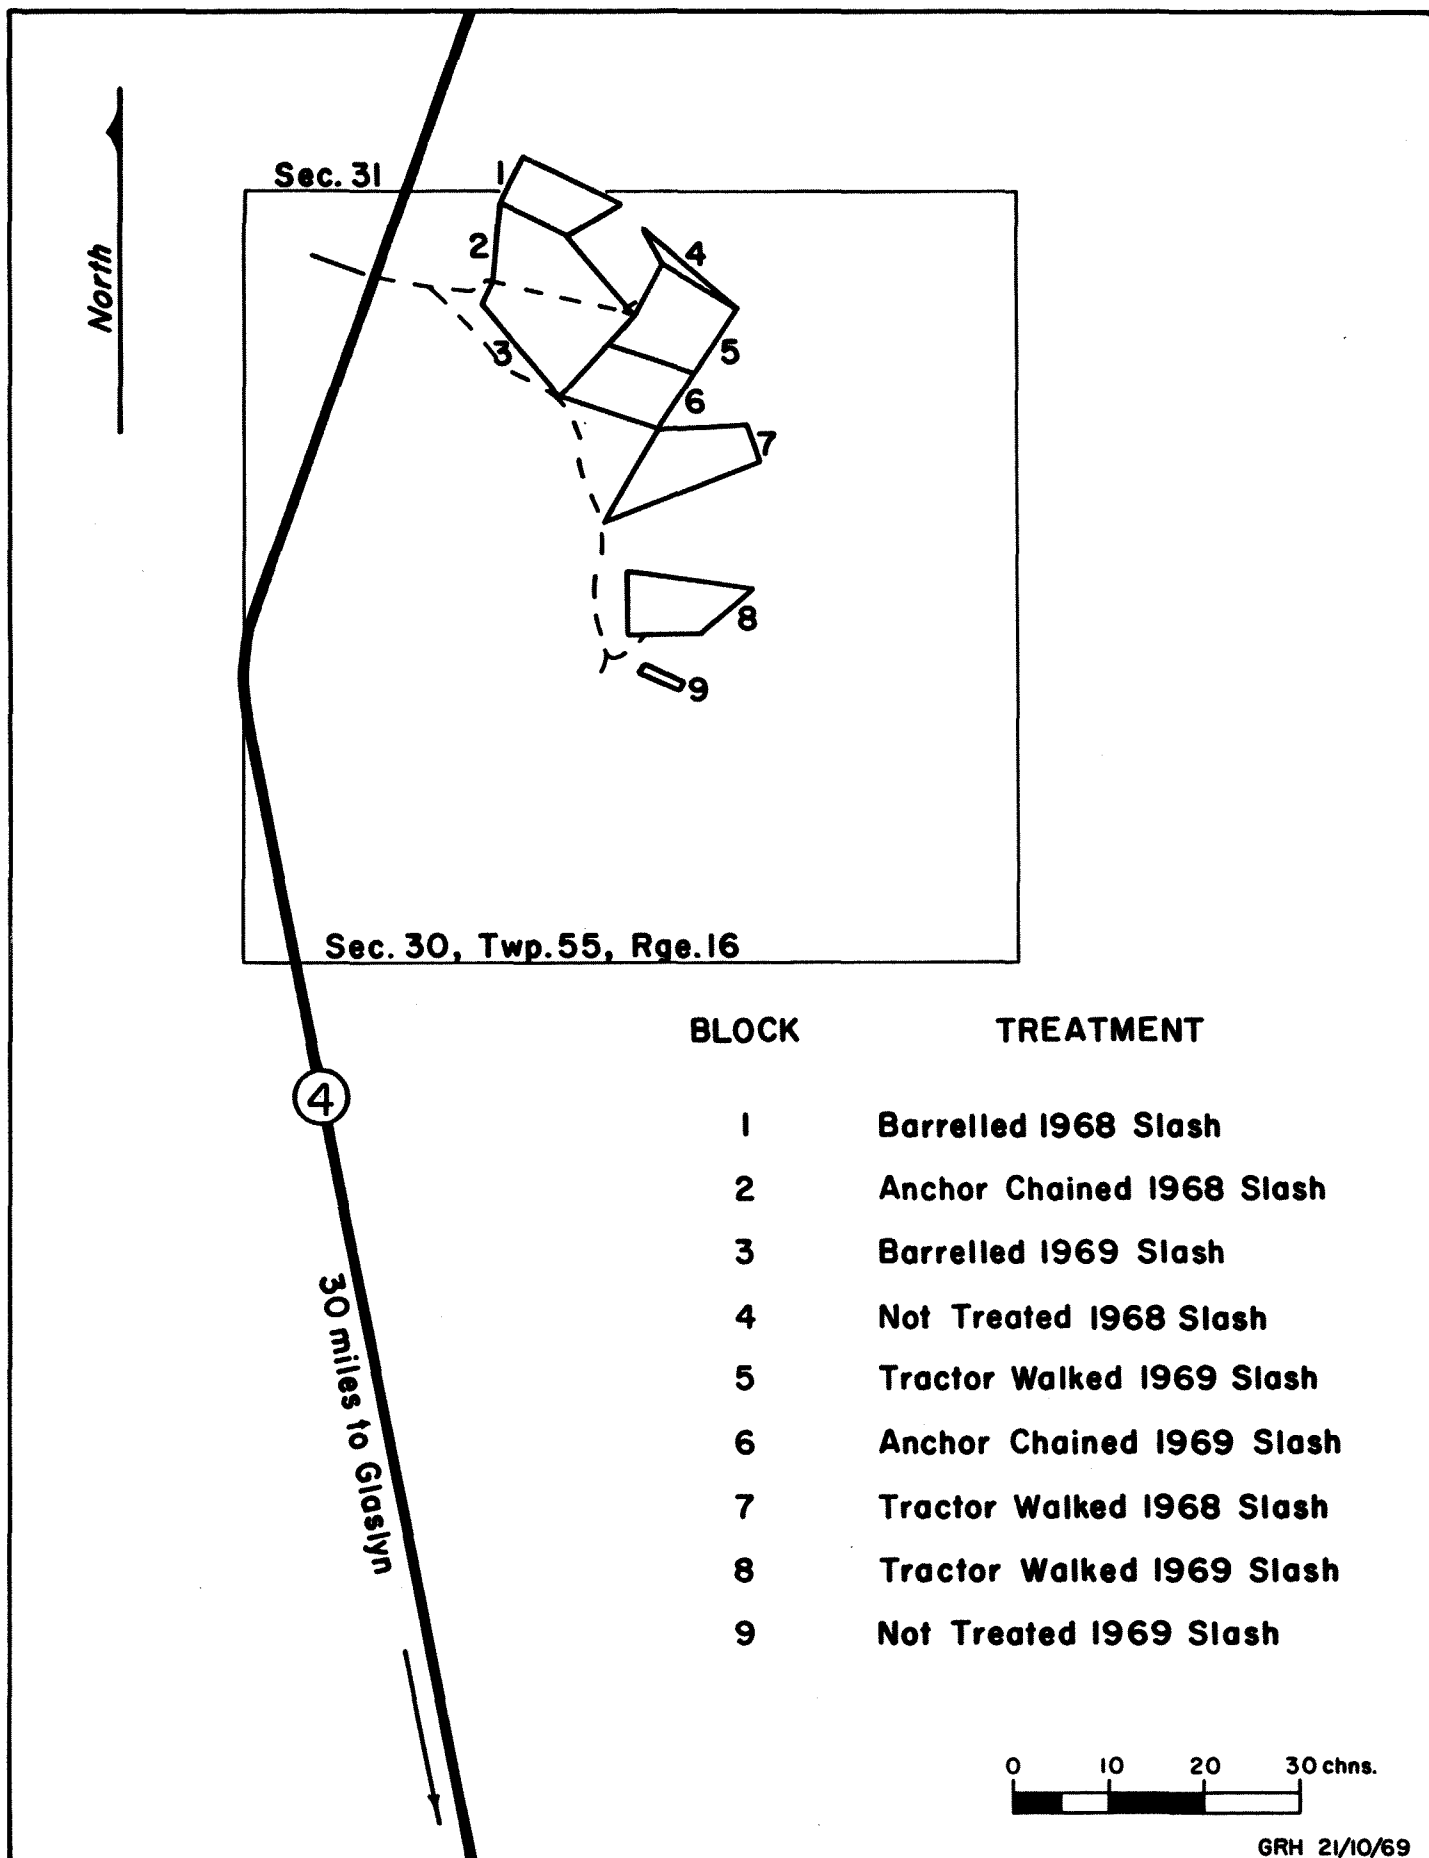 Sec. 31
North
1
2
3
4
5
6
7
8
9
Sec. 30, Twp. 55, Rge. 16
4
30 miles to Glaslyn
BLOCK TREATMENT
1 Barrelled 1968 Slash
2 Anchor Chained 1968 Slash
3 Barrelled 1969 Slash
4 Not Treated 1968 Slash
5 Tractor Walked 1969 Slash
6 Anchor Chained 1969 Slash
7 Tractor Walked 1968 Slash
8 Tractor Walked 1969 Slash
9 Not Treated 1969 Slash
0 10 20 30 chns.
GRH 21/10/69